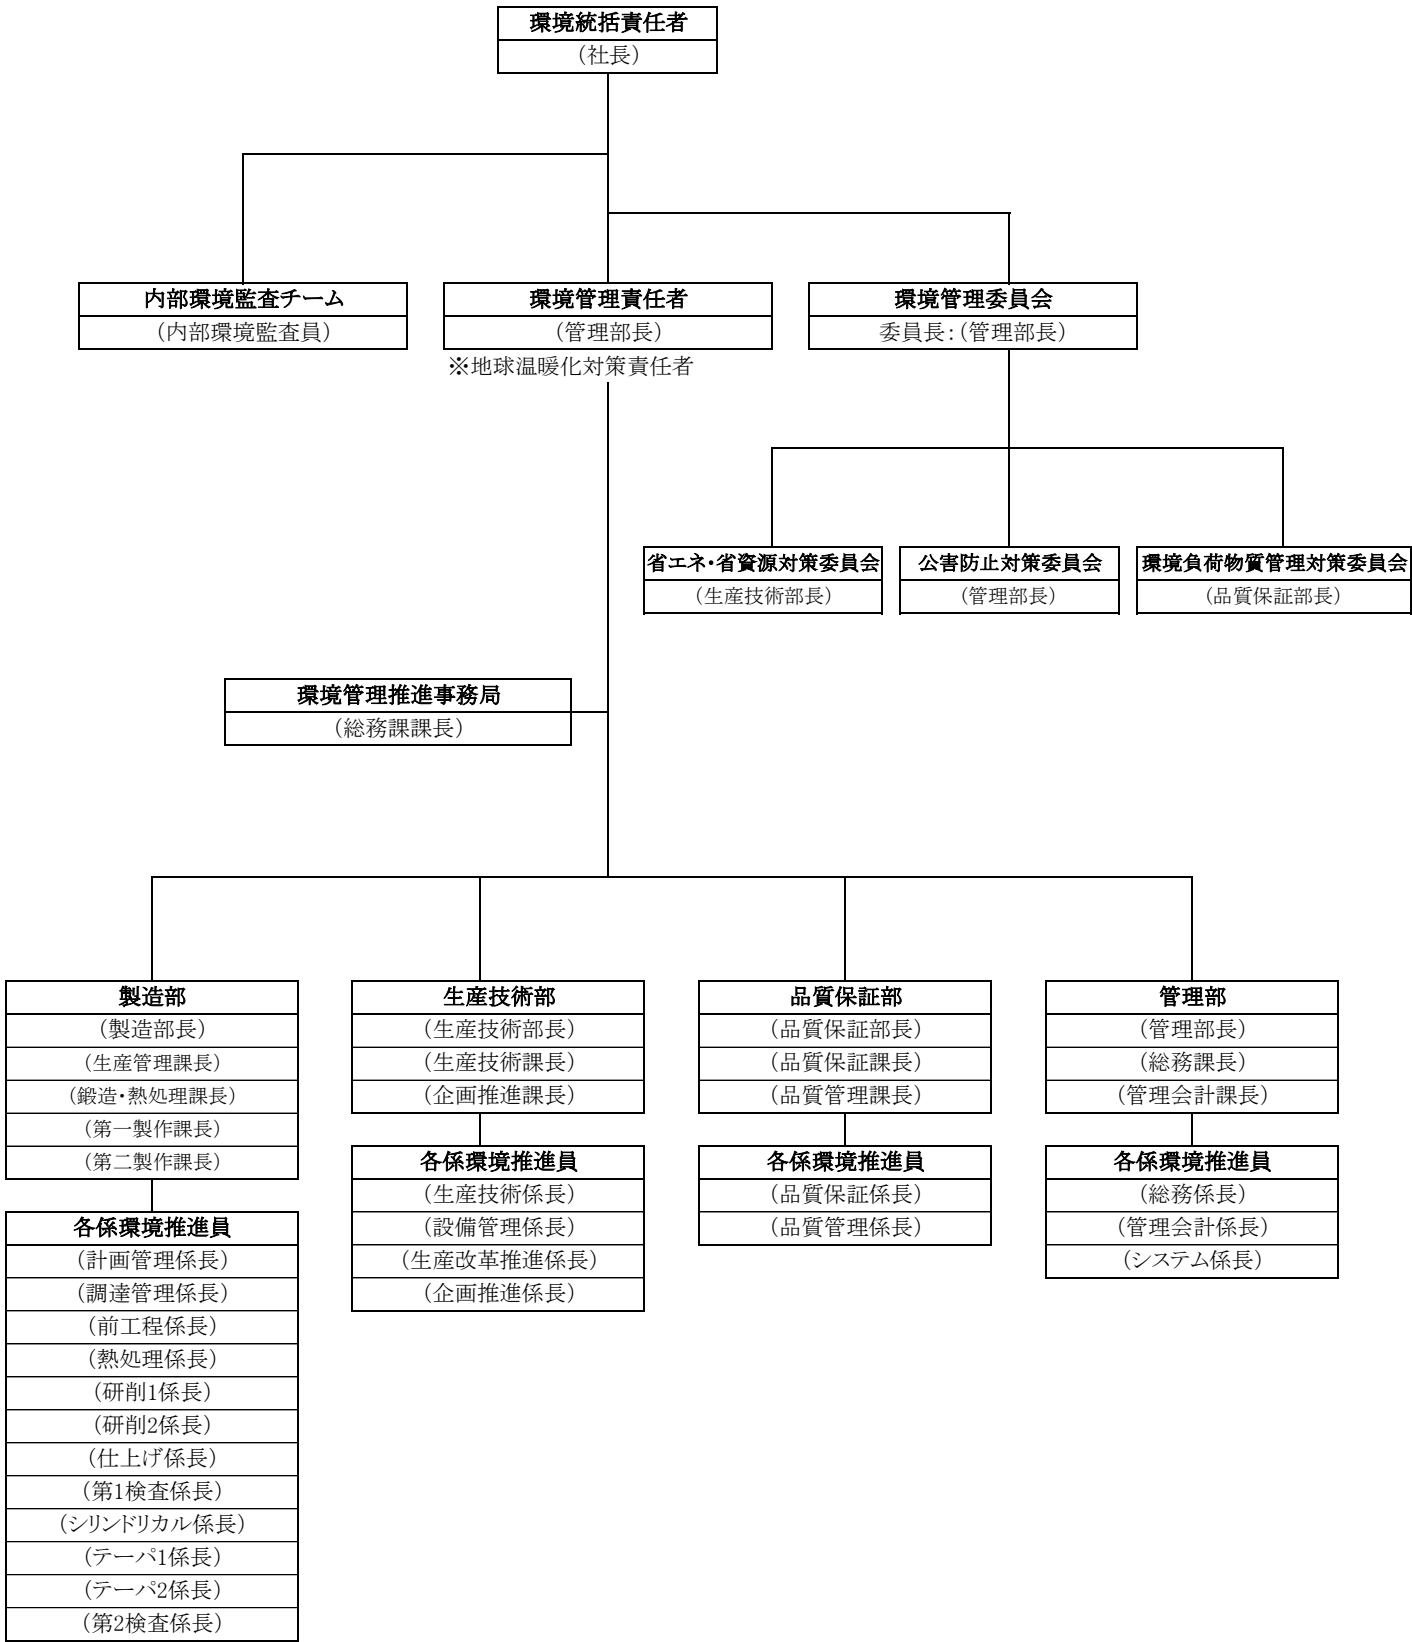 環境統括責任者
（社長）
内部環境監査チーム
（内部環境監査員）
環境管理責任者
（管理部長）
※地球温暖化対策責任者
環境管理委員会
委員長：（管理部長）
省エネ・省資源対策委員会
（生産技術部長）
公害防止対策委員会
（管理部長）
環境負荷物質管理対策委員会
（品質保証部長）
環境管理推進事務局
（総務課課長）
製造部
（製造部長）
（生産管理課長）
（鍛造・熱処理課長）
（第一製作課長）
（第二製作課長）
各係環境推進員
（計画管理係長）
（調達管理係長）
（前工程係長）
（熱処理係長）
（研削1係長）
（研削2係長）
（仕上げ係長）
（第1検査係長）
（シリンドリカル係長）
（テーパ1係長）
（テーパ2係長）
（第2検査係長）
生産技術部
（生産技術部長）
（生産技術課長）
（企画推進課長）
各係環境推進員
（生産技術係長）
（設備管理係長）
（生産改革推進係長）
（企画推進係長）
品質保証部
（品質保証部長）
（品質保証課長）
（品質管理課長）
各係環境推進員
（品質保証係長）
（品質管理係長）
管理部
（管理部長）
（総務課長）
（管理会計課長）
各係環境推進員
（総務係長）
（管理会計係長）
（システム係長）